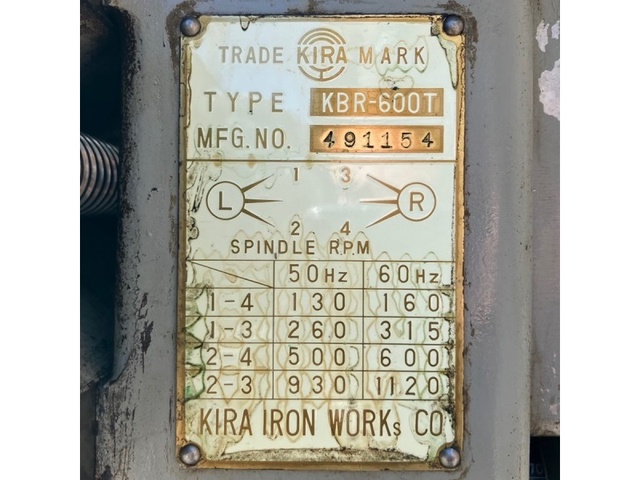 TRADE KIRA MARK
TYPE KBR-600T
MFG.NO. 491154
1 3
L R
2 4
SPINDLE RPM
50Hz 60Hz
1-4 130 160
1-3 260 315
2-4 500 600
2-3 930 1120
KIRA IRON WORKs CO